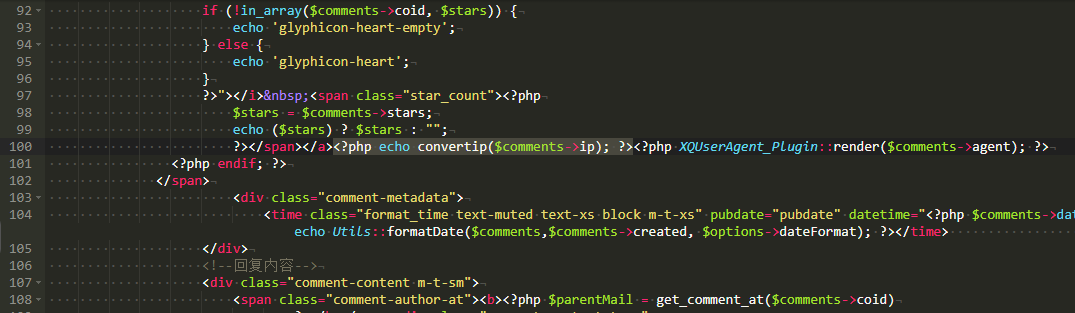 92 if (!in_array($comments->coid, $stars)) {
93 echo 'glyphicon-heart-empty';
94 } else {
95 echo 'glyphicon-heart';
96 }
97 ?>"></i>&nbsp;<span class="star_count"><?php
98 $stars = $comments->stars;
99 echo ($stars) ? $stars : "";
100 ?></span></a><?php echo convertip($comments->ip); ?><?php XQUserAgent_Plugin::render($comments->agent); ?>
101 <?php endif; ?>
102 </span>
103 <div class="comment-metadata">
104 <time class="format_time text-muted text-xs block m-t-xs" pubdate="pubdate" datetime="<?php $comments->dat
echo Utils::formatDate($comments,$comments->created, $options->dateFormat); ?></time>
105 </div>
106 <!--回复内容-->
107 <div class="comment-content m-t-sm">
108 <span class="comment-author-at"><b><?php $parentMail = get_comment_at($comments->coid)